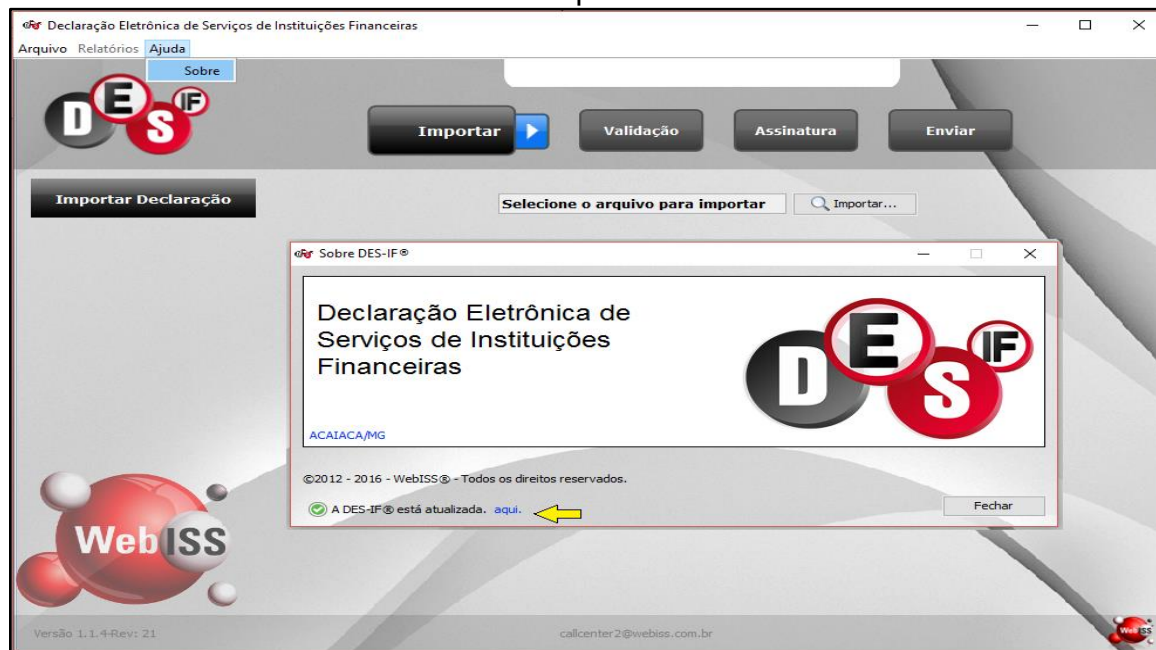 Declaração Eletrônica de Serviços de Instituições Financeiras
Arquivo Relatórios Ajuda
Sobre
DES IF
Importar Validação Assinatura Enviar
Importar Declaração
Selecione o arquivo para importar Importar...
Sobre DES-IF®
Declaração Eletrônica de
Serviços de Instituições
Financeiras
DES IF
ACAIACA/MG
©2012 - 2016 - WebISS® - Todos os direitos reservados.
A DES-IF® está atualizada. aqui.
Fechar
WebISS
Versão 1.1.4-Rev: 21
callcenter2@webiss.com.br
WebISS